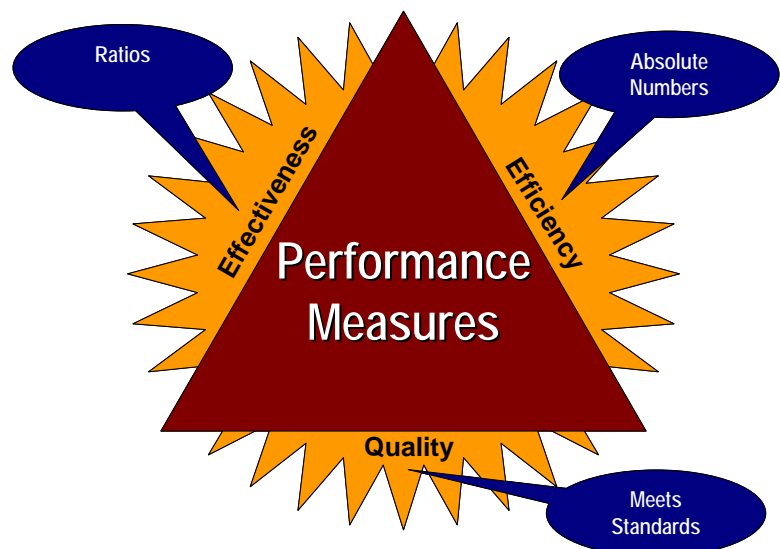 Ratios
Absolute
Numbers
Effectiveness
Efficiency
Performance
Measures
Quality
Meets
Standards